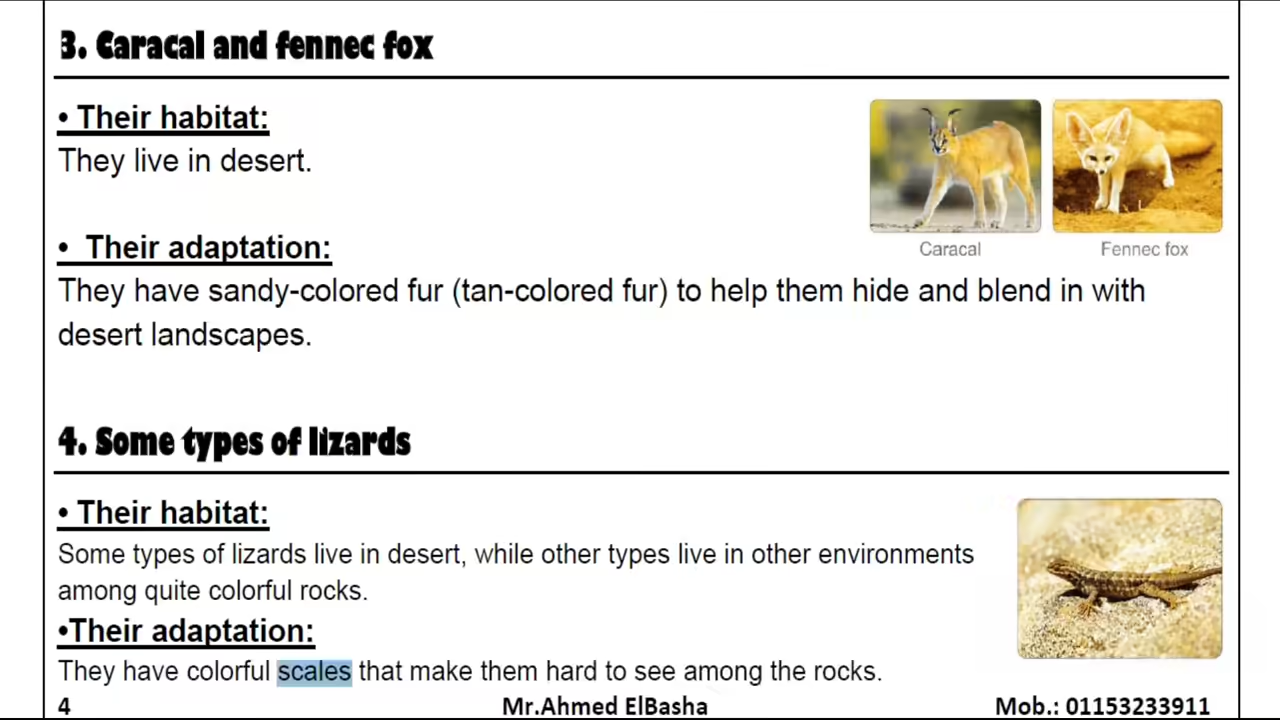 3. Caracal and fennec fox
• Their habitat:
They live in desert.
• Their adaptation:
They have sandy-colored fur (tan-colored fur) to help them hide and blend in with
desert landscapes.
Caracal
Fennec fox
4. Some types of lizards
• Their habitat:
Some types of lizards live in desert, while other types live in other environments
among quite colorful rocks.
•Their adaptation:
They have colorful scales that make them hard to see among the rocks.
4 Mr.Ahmed ElBasha Mob.: 01153233911